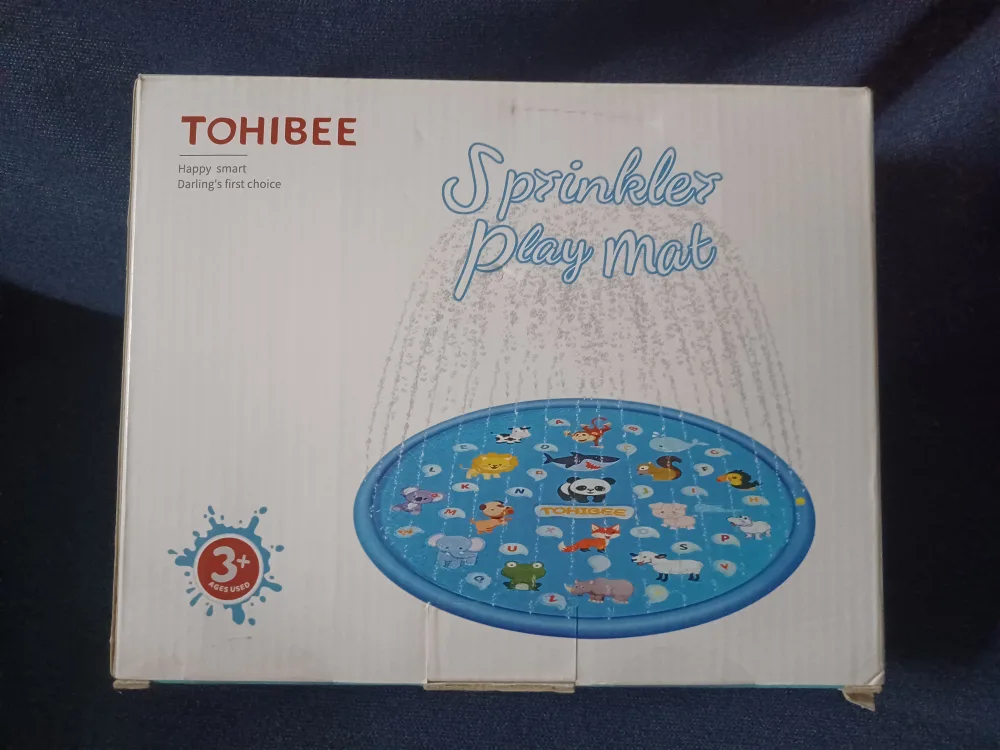 TOHIBEE
Happy smart
Darling's first choice
Sprinkler
Play Mat
TOHIBEE
3+
AGES USED
K
N
M
U
S
P